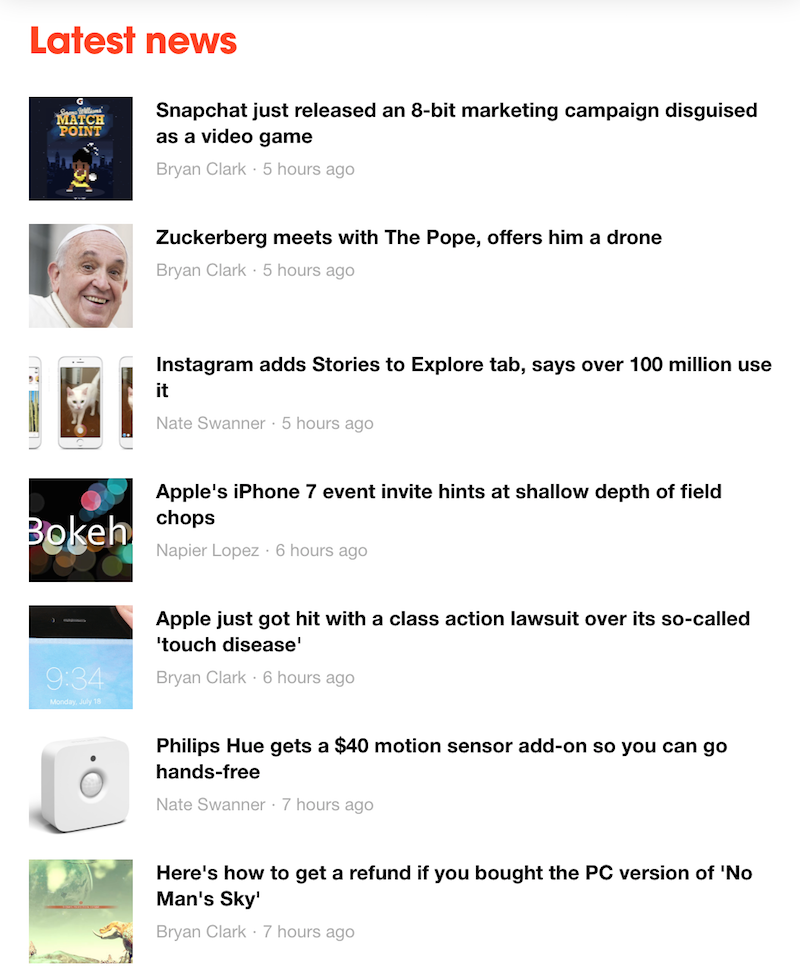 Latest news
MATCH
POINT
Snapchat just released an 8-bit marketing campaign disguised
as a video game
Bryan Clark · 5 hours ago
Zuckerberg meets with The Pope, offers him a drone
Bryan Clark · 5 hours ago
Instagram adds Stories to Explore tab, says over 100 million use
it
Nate Swanner · 5 hours ago
Bokeh
Apple's iPhone 7 event invite hints at shallow depth of field
chops
Napier Lopez · 6 hours ago
9:34
Monday, July 18
Apple just got hit with a class action lawsuit over its so-called
'touch disease'
Bryan Clark · 6 hours ago
Philips Hue gets a $40 motion sensor add-on so you can go
hands-free
Nate Swanner · 7 hours ago
Here's how to get a refund if you bought the PC version of 'No
Man's Sky'
Bryan Clark · 7 hours ago